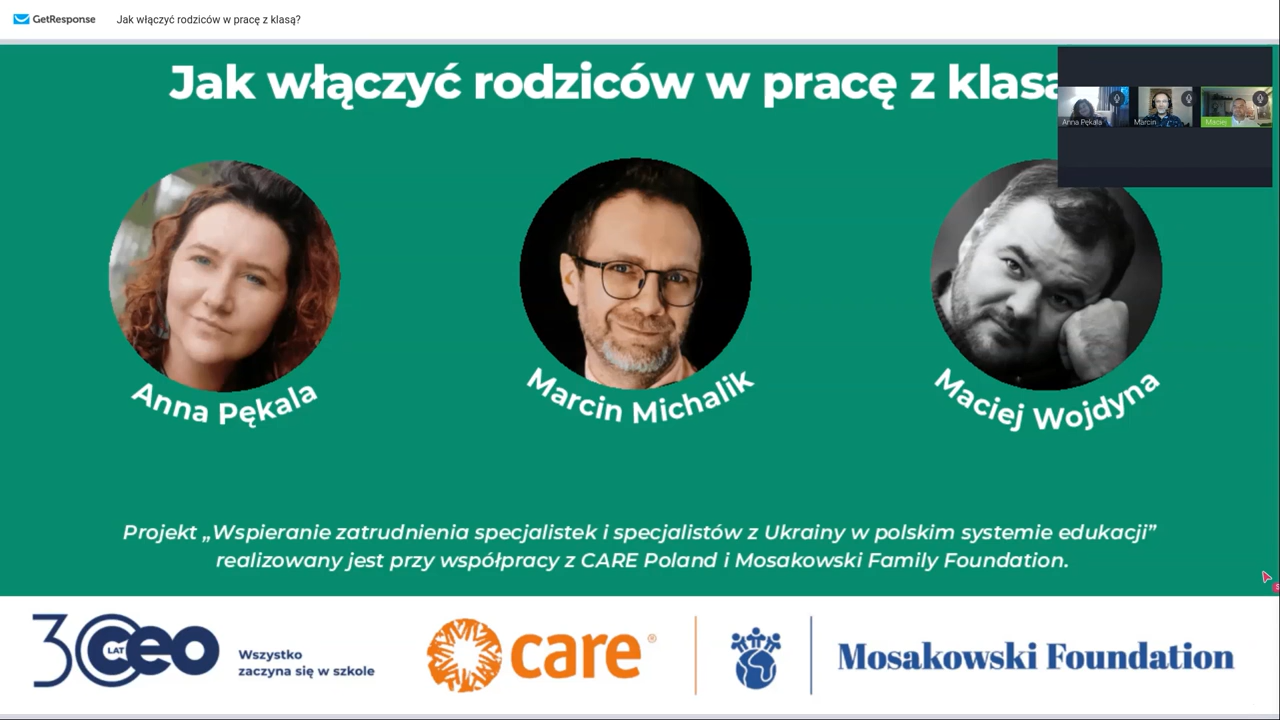 GetResponse
Jak włączyć rodziców w pracę z klasą?
Jak włączyć rodziców w pracę z klasą
Anna Pękala
Marcin
Maciej
Anna Pękala
Marcin Michalik
Maciej Wojdyna
Projekt „Wspieranie zatrudnienia specjalistek i specjalistów z Ukrainy w polskim systemie edukacji”
realizowany jest przy współpracy z CARE Poland i Mosakowski Family Foundation.
30 LAT ceo
Wszystko
zaczyna się w szkole
care®
Mosakowski Foundation